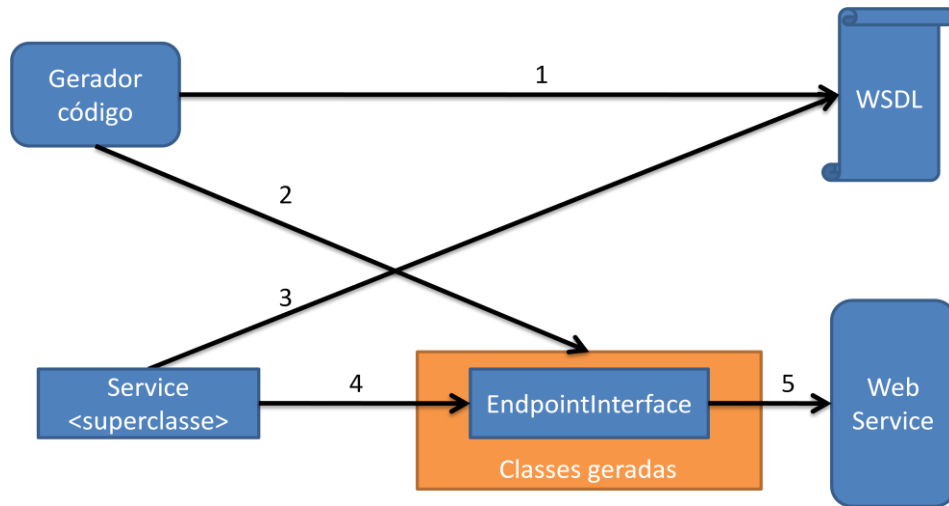 Gerador
código
1
WSDL
2
3
Service
<superclasse>
4
EndpointInterface
5
Web
Service
Classes geradas